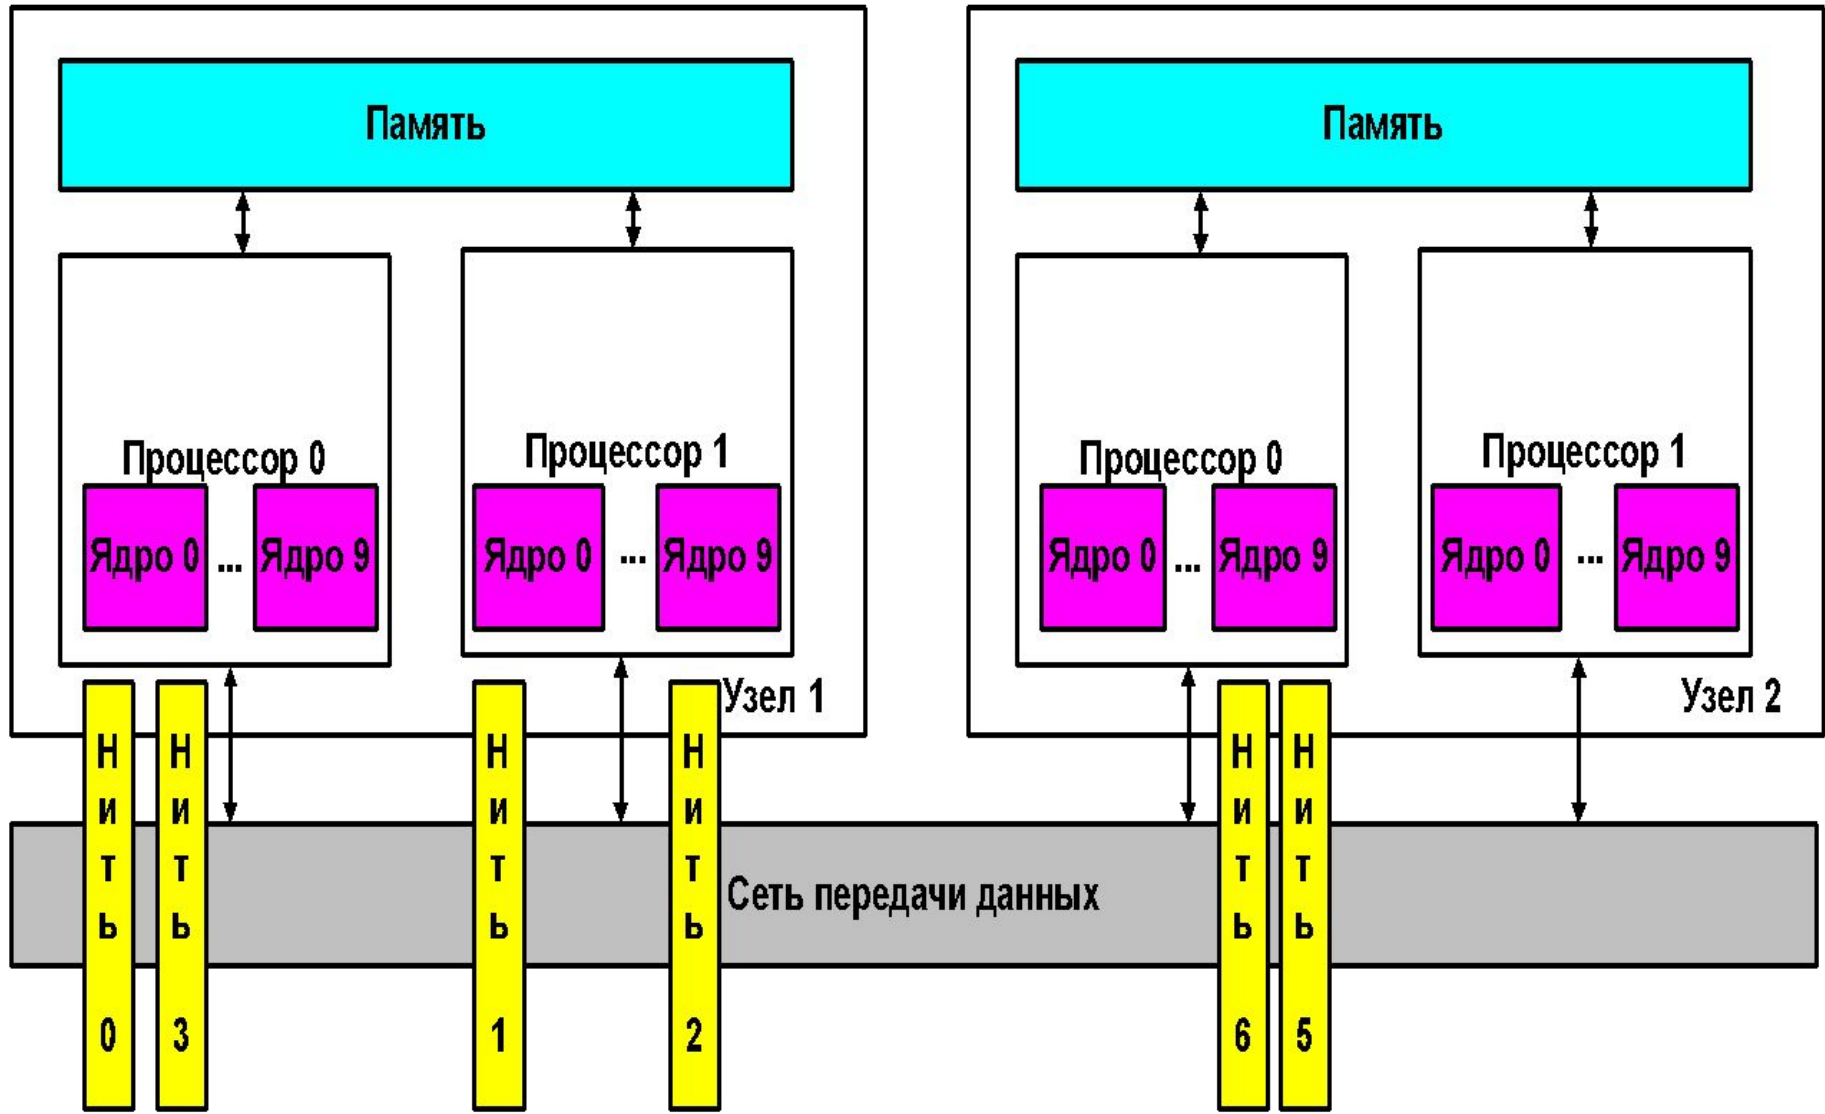 Память
Память
Процессор 0
Процессор 1
Процессор 0
Процессор 1
Ядро 0 ... Ядро 9
Ядро 0 ... Ядро 9
Ядро 0 ... Ядро 9
Ядро 0 ... Ядро 9
Узел 1
Узел 2
Нить 0
Нить 3
Нить 1
Нить 2
Нить 6
Нить 5
Сеть передачи данных